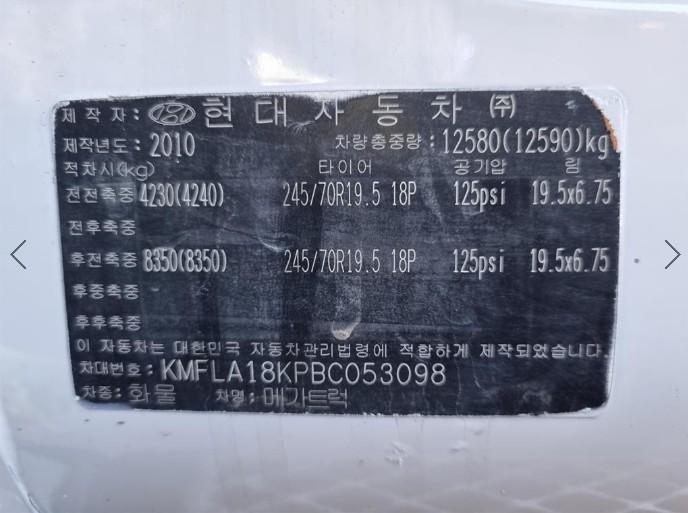 제작자: 현대자동차 ㈜
제작년도: 2010 차량총중량: 12580(12590)kg
적차시(kg) 타이어 공기압 림
전전축중 4230(4240) 245/70R19.5 18P 125psi 19.5x6.75
전후축중
후전축중 8350(8350) 245/70R19.5 18P 125psi 19.5x6.75
후중축중
후후축중
이 자동차는 대한민국 자동차관리법령에 적합하게 제작되었습니다.
차대번호: KMFLA18KPBC053098
차종: 화물 차명: 메가트럭